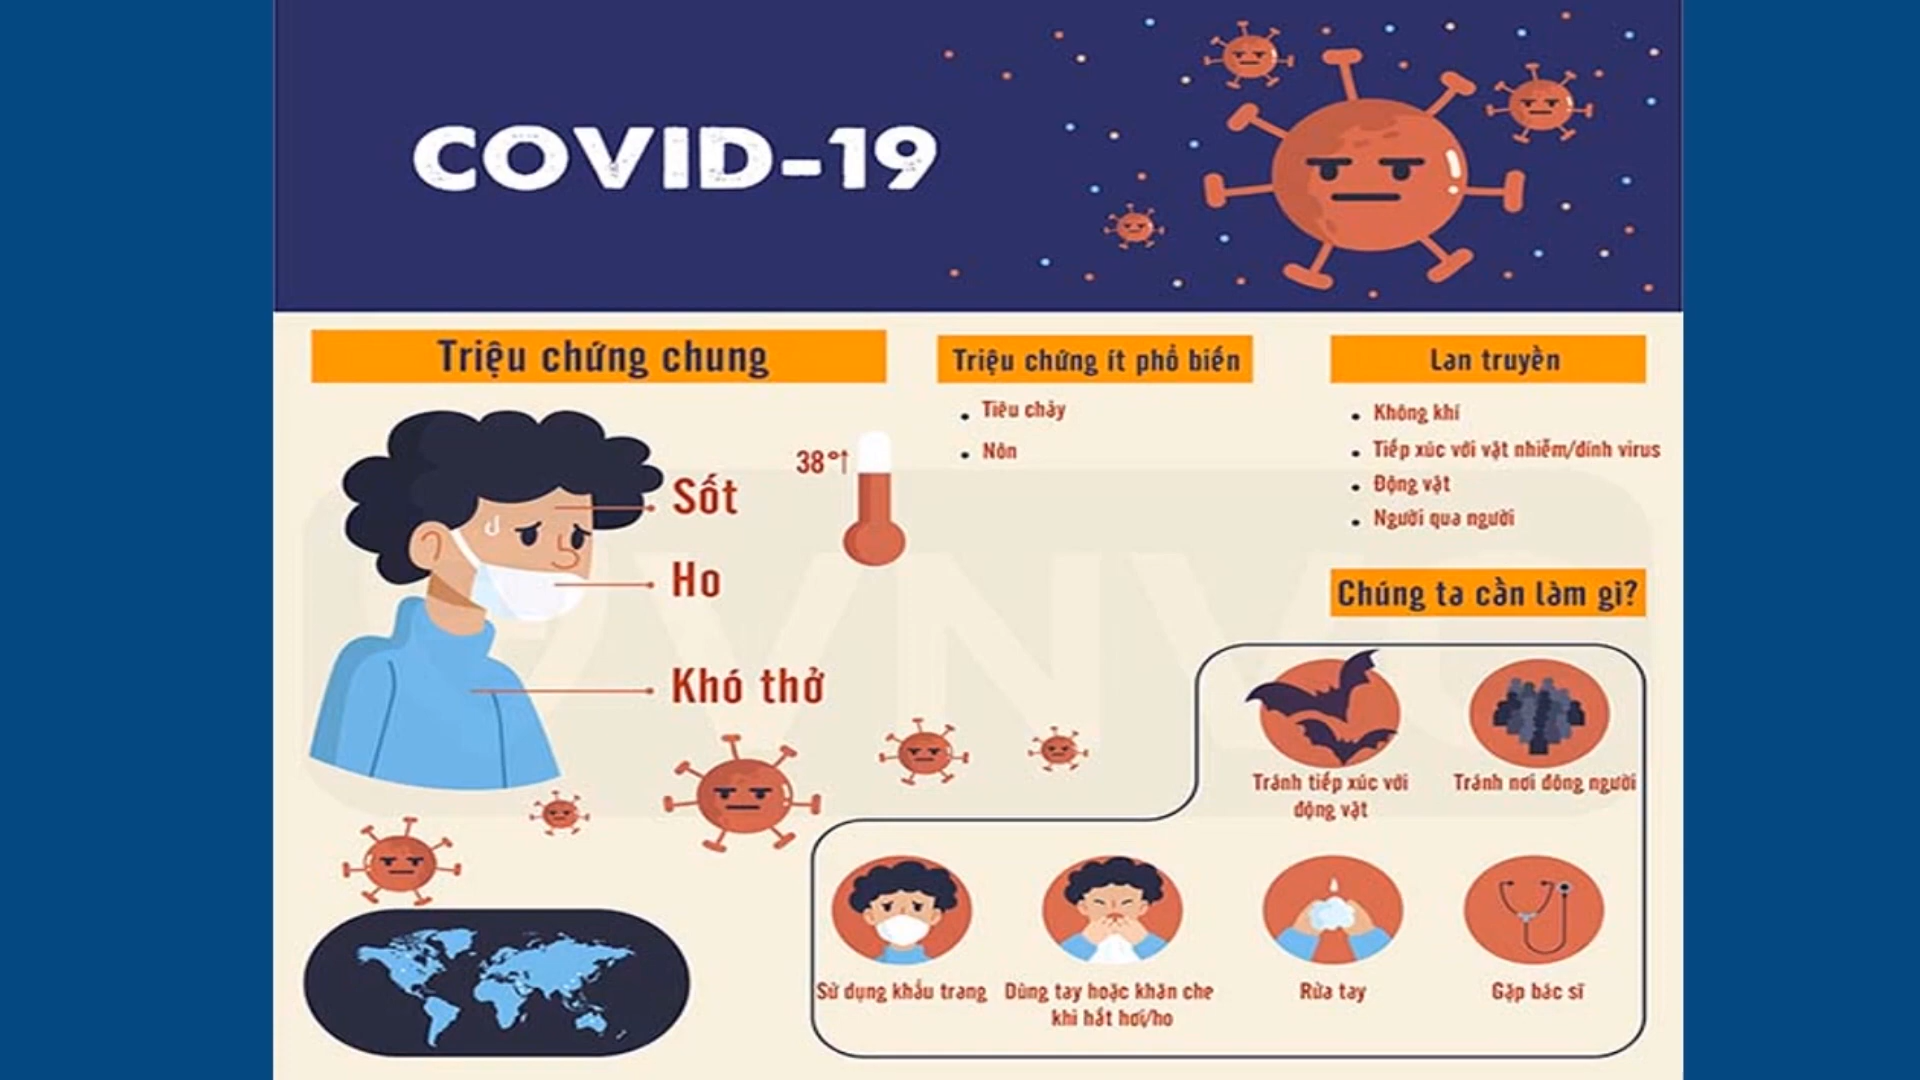 COVID-19
Triệu chứng chung
Sốt
38°↑
Ho
Khó thở
Triệu chứng ít phổ biến
Tiêu chảy
Nôn
Lan truyền
Không khí
Tiếp xúc với vật nhiễm/dính virus
Động vật
Người qua người
Chúng ta cần làm gì?
Tránh tiếp xúc với
động vật
Tránh nơi đông người
Sử dụng khẩu trang
Dùng tay hoặc khăn che
khi hắt hơi/ho
Rửa tay
Gặp bác sĩ
VNVC